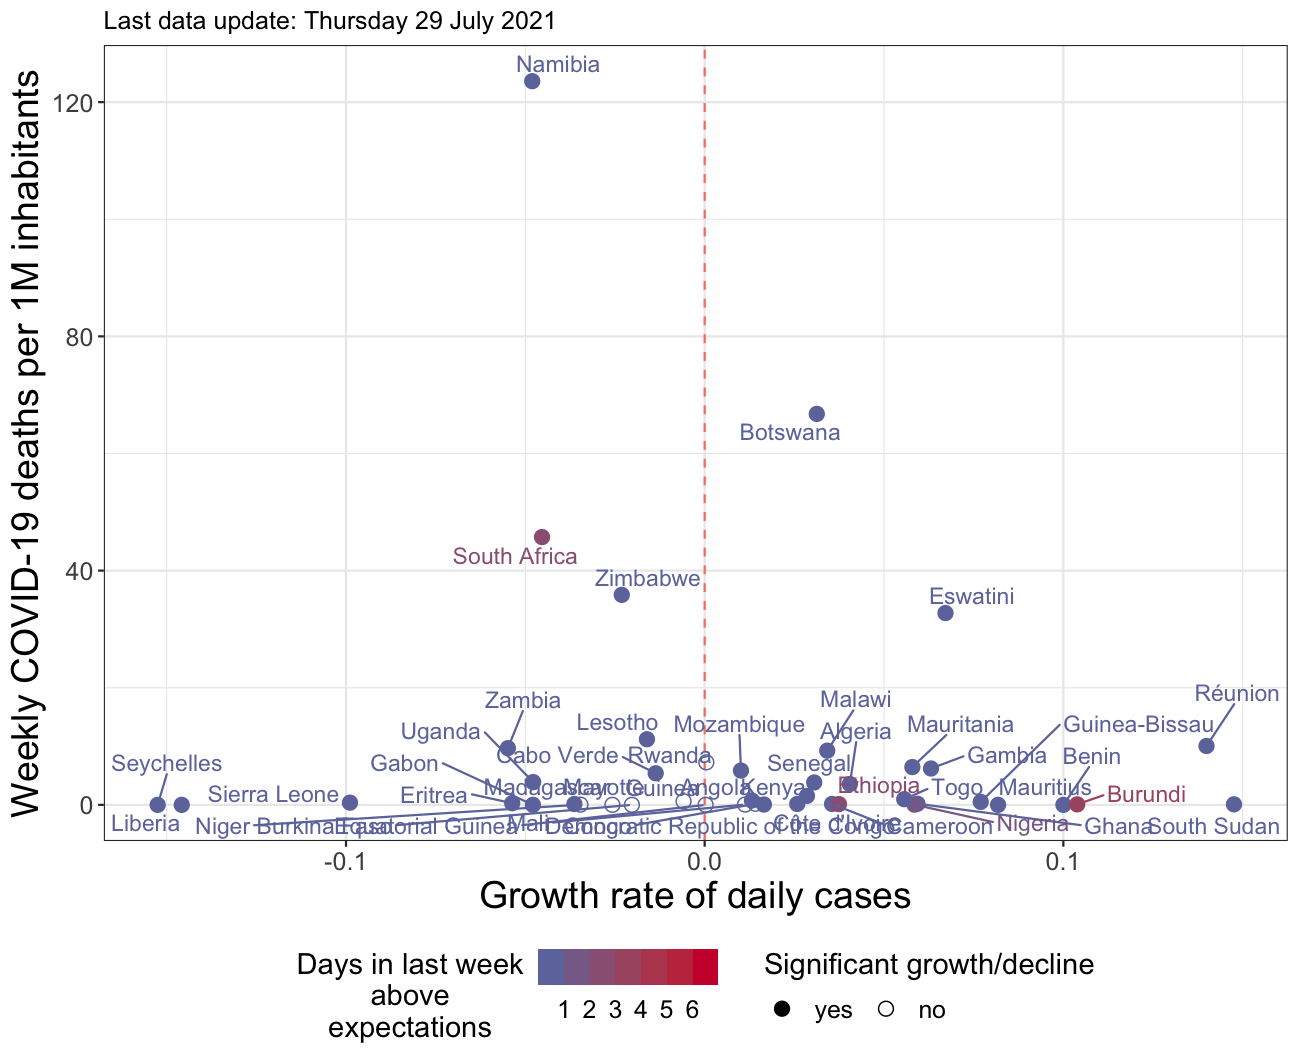 Last data update: Thursday 29 July 2021
Weekly COVID-19 deaths per 1M inhabitants
120
80
40
0
Namibia
Botswana
South Africa
Zimbabwe
Eswatini
Réunion
Zambia
Malawi
Lesotho
Mozambique
Mauritania
Guinea-Bissau
Uganda
Algeria
Cabo Verde
Rwanda
Gambia
Benin
Seychelles
Gabon
Senegal
Ethiopia
Sierra Leone
Eritrea
Madagascar
Mayotte
Guinea
Angola
Kenya
Togo
Mauritius
Burundi
Liberia
Niger
Burkina Faso
Equatorial Guinea
Mali
Democratic Republic of the Congo
Congo
Côte d'Ivoire
Cameroon
Nigeria
Ghana
South Sudan
-0.1
0.0
0.1
Growth rate of daily cases
Days in last week
above
expectations
1 2 3 4 5 6
Significant growth/decline
yes
no